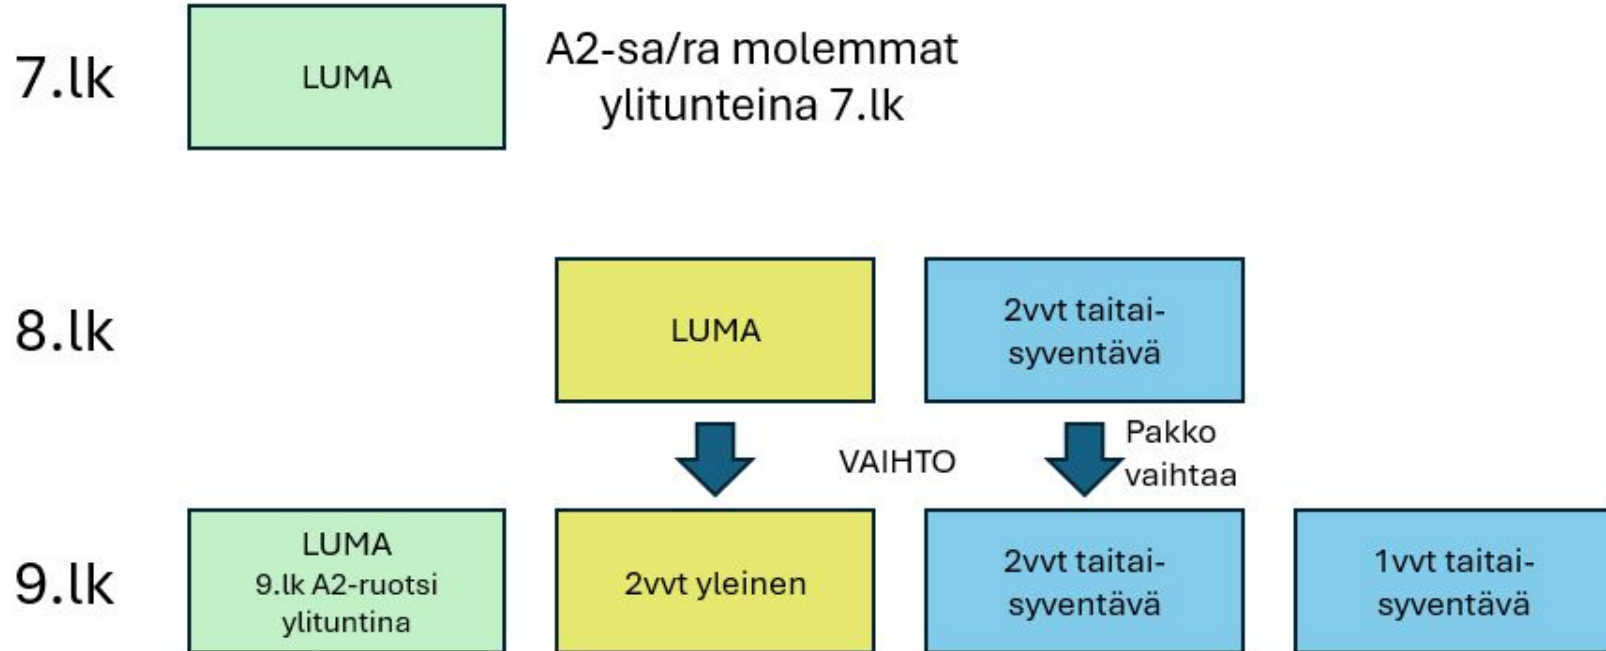 7.lk
LUMA
A2-sa/ra molemmat
ylitunteina 7.lk
8.lk
LUMA
2vvt taitai-
syventävä
VAIHTO
Pakko
vaihtaa
9.lk
LUMA
9.lk A2-ruotsi
ylituntina
2vvt yleinen
2vvt taitai-
syventävä
1vvt taitai-
syventävä